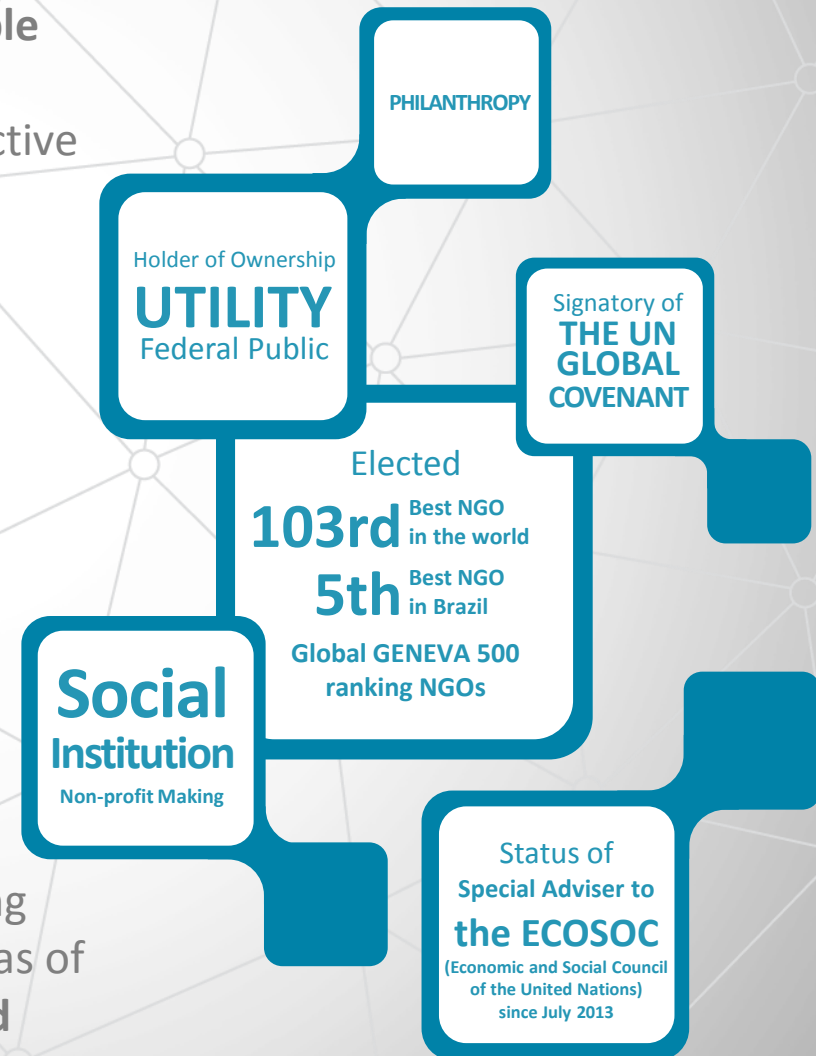 PHILANTHROPY
Holder of Ownership
UTILITY
Federal Public
Signatory of
THE UN
GLOBAL
COVENANT
Elected
103rd Best NGO
in the world
5th Best NGO
in Brazil
Global GENEVA 500
ranking NGOs
Social
Institution
Non-profit Making
as of
Status of
Special Adviser to
the ECOSOC
(Economic and Social Council
of the United Nations)
since July 2013